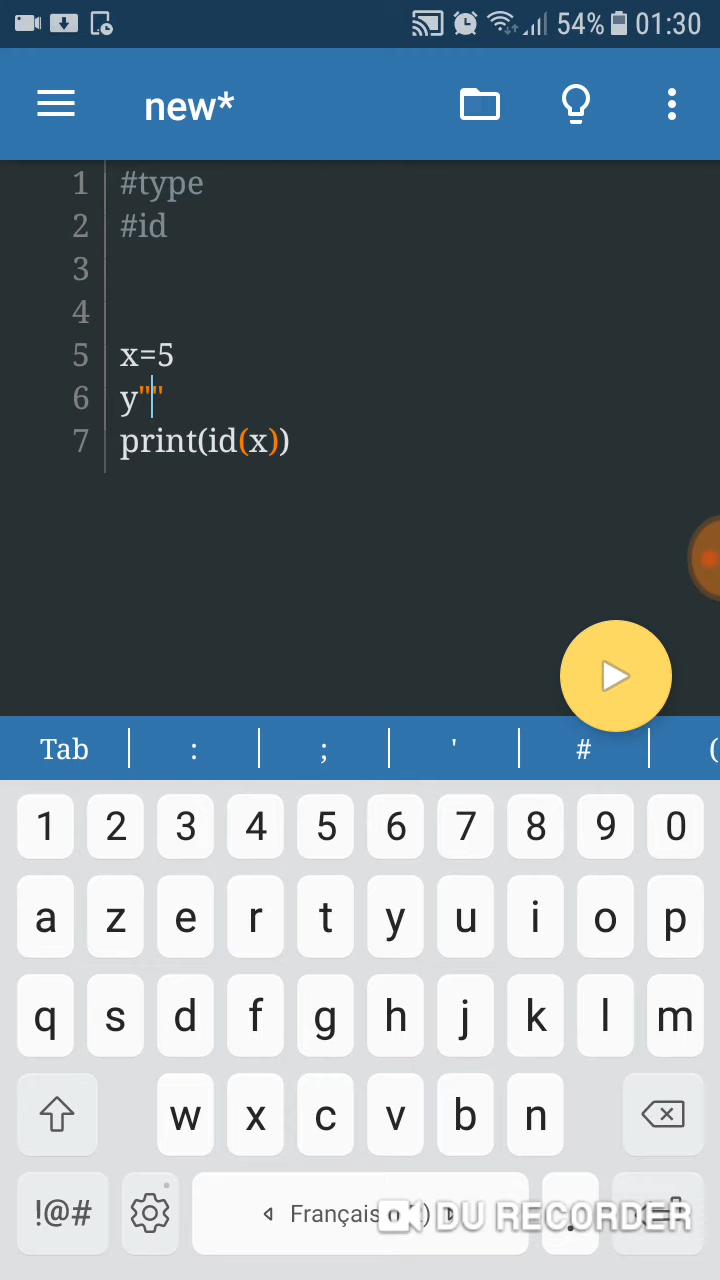 54% 01:30
new*
1 #type
2 #id
3
4
5 x=5
6 y""
7 print(id(x))
Tab : ; ' # (
1 2 3 4 5 6 7 8 9 0
a z e r t y u i o p
q s d f g h j k l m
w x c v b n
!@# Français DU RECORDER